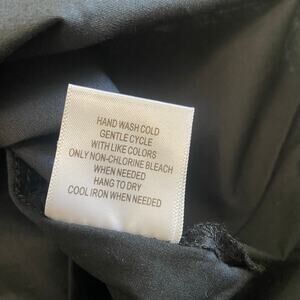 HAND WASH COLD
GENTLE CYCLE
WITH LIKE COLORS
ONLY NON-CHLORINE BLEACH
WHEN NEEDED
HANG TO DRY
COOL IRON WHEN NEEDED